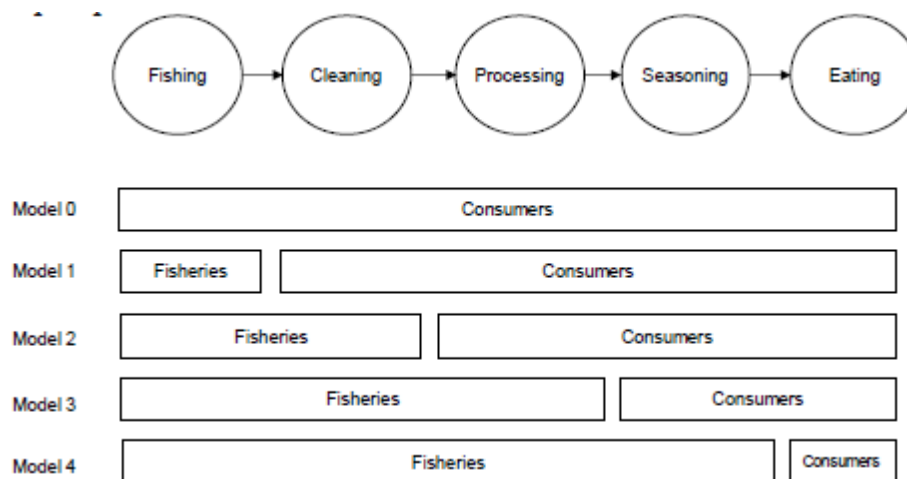 Fishing Cleaning Processing Seasoning Eating
Model 0 Consumers
Model 1 Fisheries Consumers
Model 2 Fisheries Consumers
Model 3 Fisheries Consumers
Model 4 Fisheries Consumers